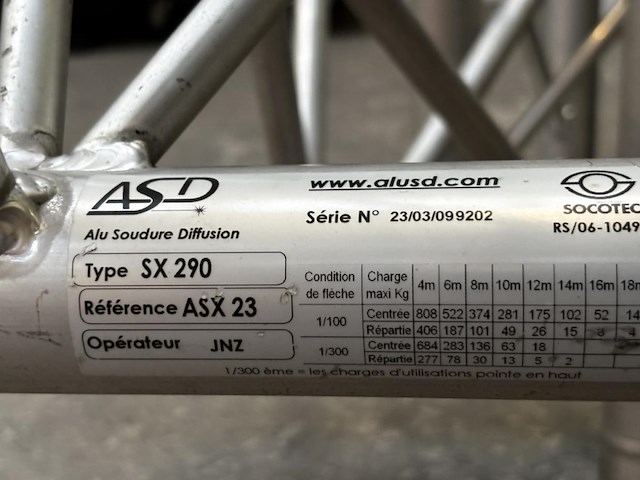 ASD
Alu Soudure Diffusion
www.alusd.com
Série N° 23/03/099202
SOCOTEC
RS/06-1049
Type SX 290
Référence ASX 23
Opérateur JNZ
Condition de flèche Charge maxi Kg 4m 6m 8m 10m 12m 14m 16m 18m
1/100 Centrée 808 522 374 281 175 102 52 14
Répartie 406 187 101 49 26 15 8 4
1/300 Centrée 684 283 136 63 18
Répartie 277 78 30 13 5 2
1/300 ème = les charges d'utilisations pointe en haut